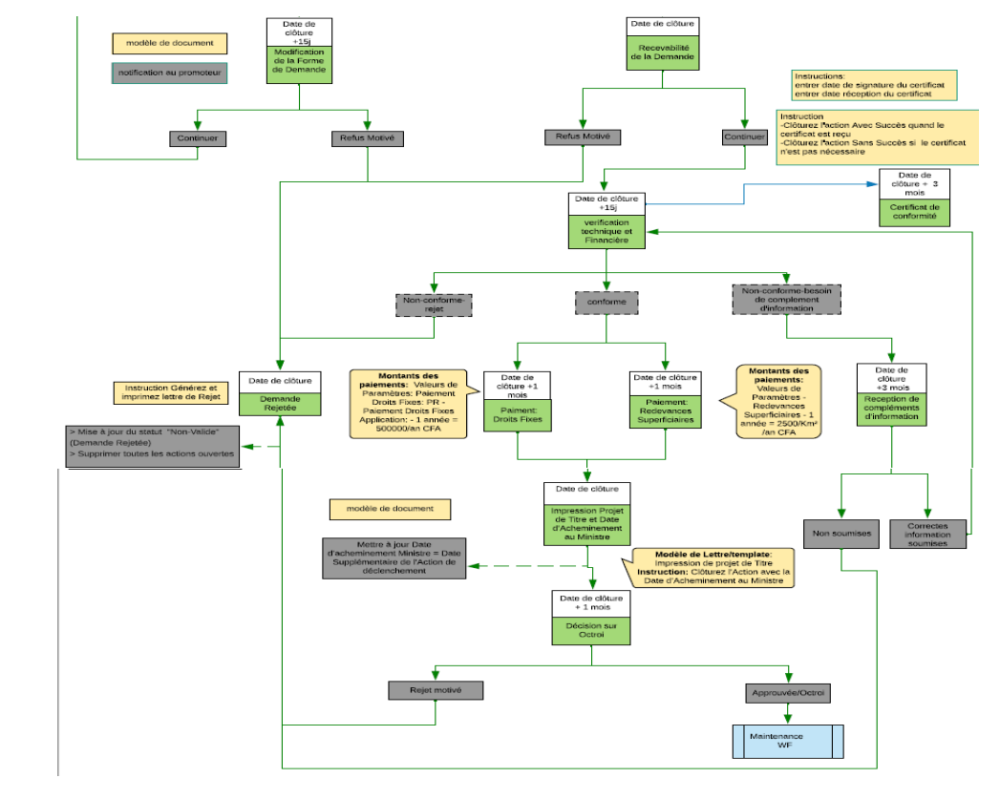 Date de
clôture
+15j
Modification
de la Forme
de Demande
modèle de document
notification au promoteur
Date de clôture
Recevabilité
de la Demande
Instructions:
entrer date de signature du certificat
entrer date réception du certificat
Instruction
-Clôturez l'action Avec Succès quand le
certificat est reçu
-Clôturez l'action Sans Succès si le certificat
n'est pas nécessaire
Continuer
Refus Motivé
Refus Motivé
Continuer
Date de clôture
+15j
verification
technique et
Financière
Date de
clôture + 3
mois
Certificat de
conformité
Non-conforme-
rejet
conforme
Non-conforme-besoin
de complement
d'information
Instruction Générez et
imprimez lettre de Rejet
Date de clôture
Demande
Rejetée
Montants des
paiements: Valeurs de
Paramètres: Paiement
Droits Fixes: PR -
Paiement Droits Fixes
Application: - 1 année =
500000/an CFA
Date de
clôture +1
mois
Paiment:
Droits Fixes
Date de clôture
+1 mois
Paiement:
Redevances
Superficiaires
Montants des
paiements:
Valeurs de
Paramètres -
Redevances
Superficiaires - 1
année = 2500/Km²
/an CFA
Date de
clôture
+3 mois
Reception de
compléments
d'information
> Mise à jour du statut "Non-Valide"
(Demande Rejetée)
> Supprimer toutes les actions ouvertes
modèle de document
Date de clôture
Impression Projet
de Titre et Date
d'Acheminement
au Ministre
Non soumises
Correctes
information
soumises
Mettre à jour Date
d'acheminement Ministre = Date
Supplémentaire de l'Action de
déclenchement
Modèle de Lettre/template:
Impression de projet de Titre
Instruction: Clôturez l'Action avec la
Date d'Acheminement au Ministre
Date de clôture
+ 1 mois
Décision sur
Octroi
Rejet motivé
Approuvée/Octroi
Maintenance
WF